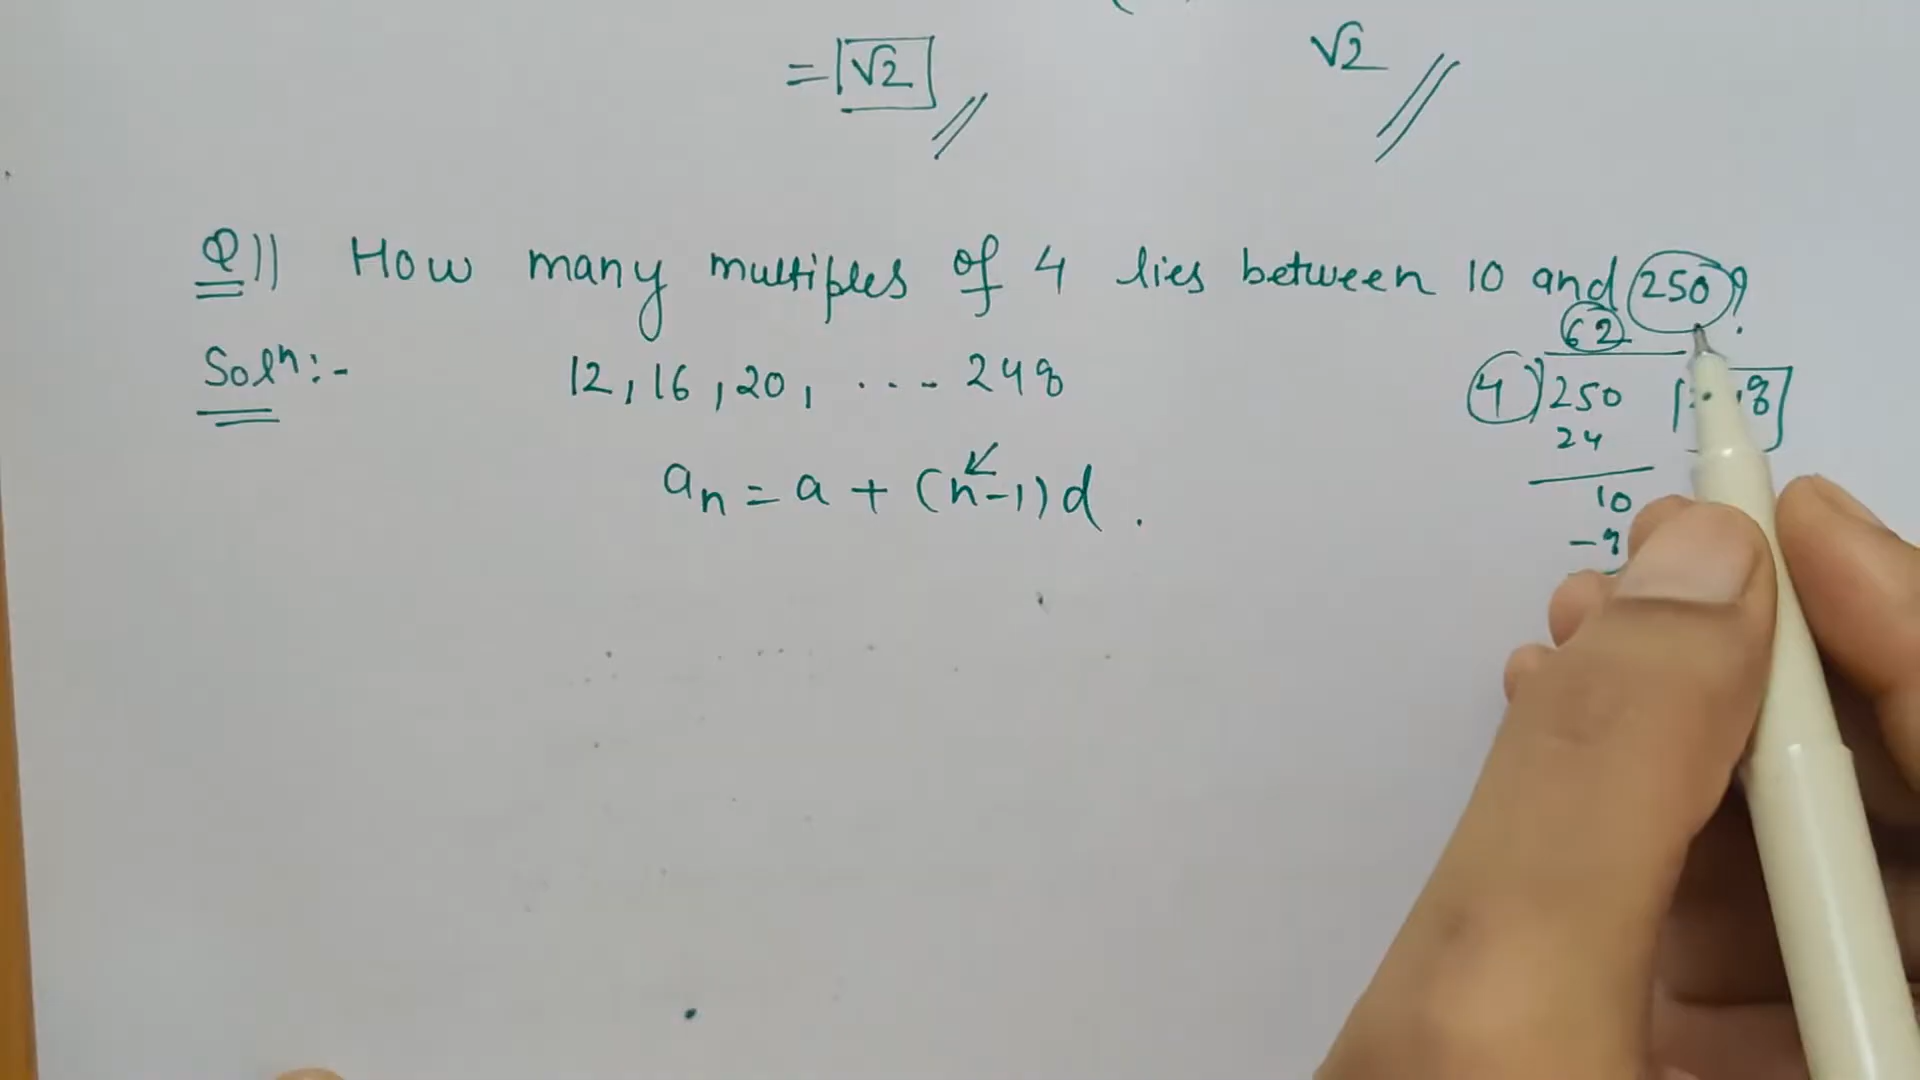 = √2
√2
Q11 How many multiples of 4 lies between 10 and 250?
Solⁿ:- 12, 16, 20, ---- 248
aₙ = a + (n-1)d.
62
4)250
24
10